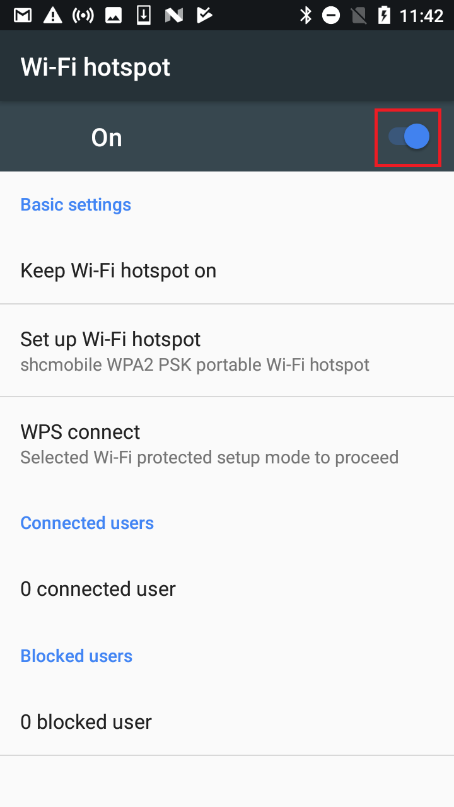 11:42
Wi-Fi hotspot
On
Basic settings
Keep Wi-Fi hotspot on
Set up Wi-Fi hotspot
shcmobile WPA2 PSK portable Wi-Fi hotspot
WPS connect
Selected Wi-Fi protected setup mode to proceed
Connected users
0 connected user
Blocked users
0 blocked user